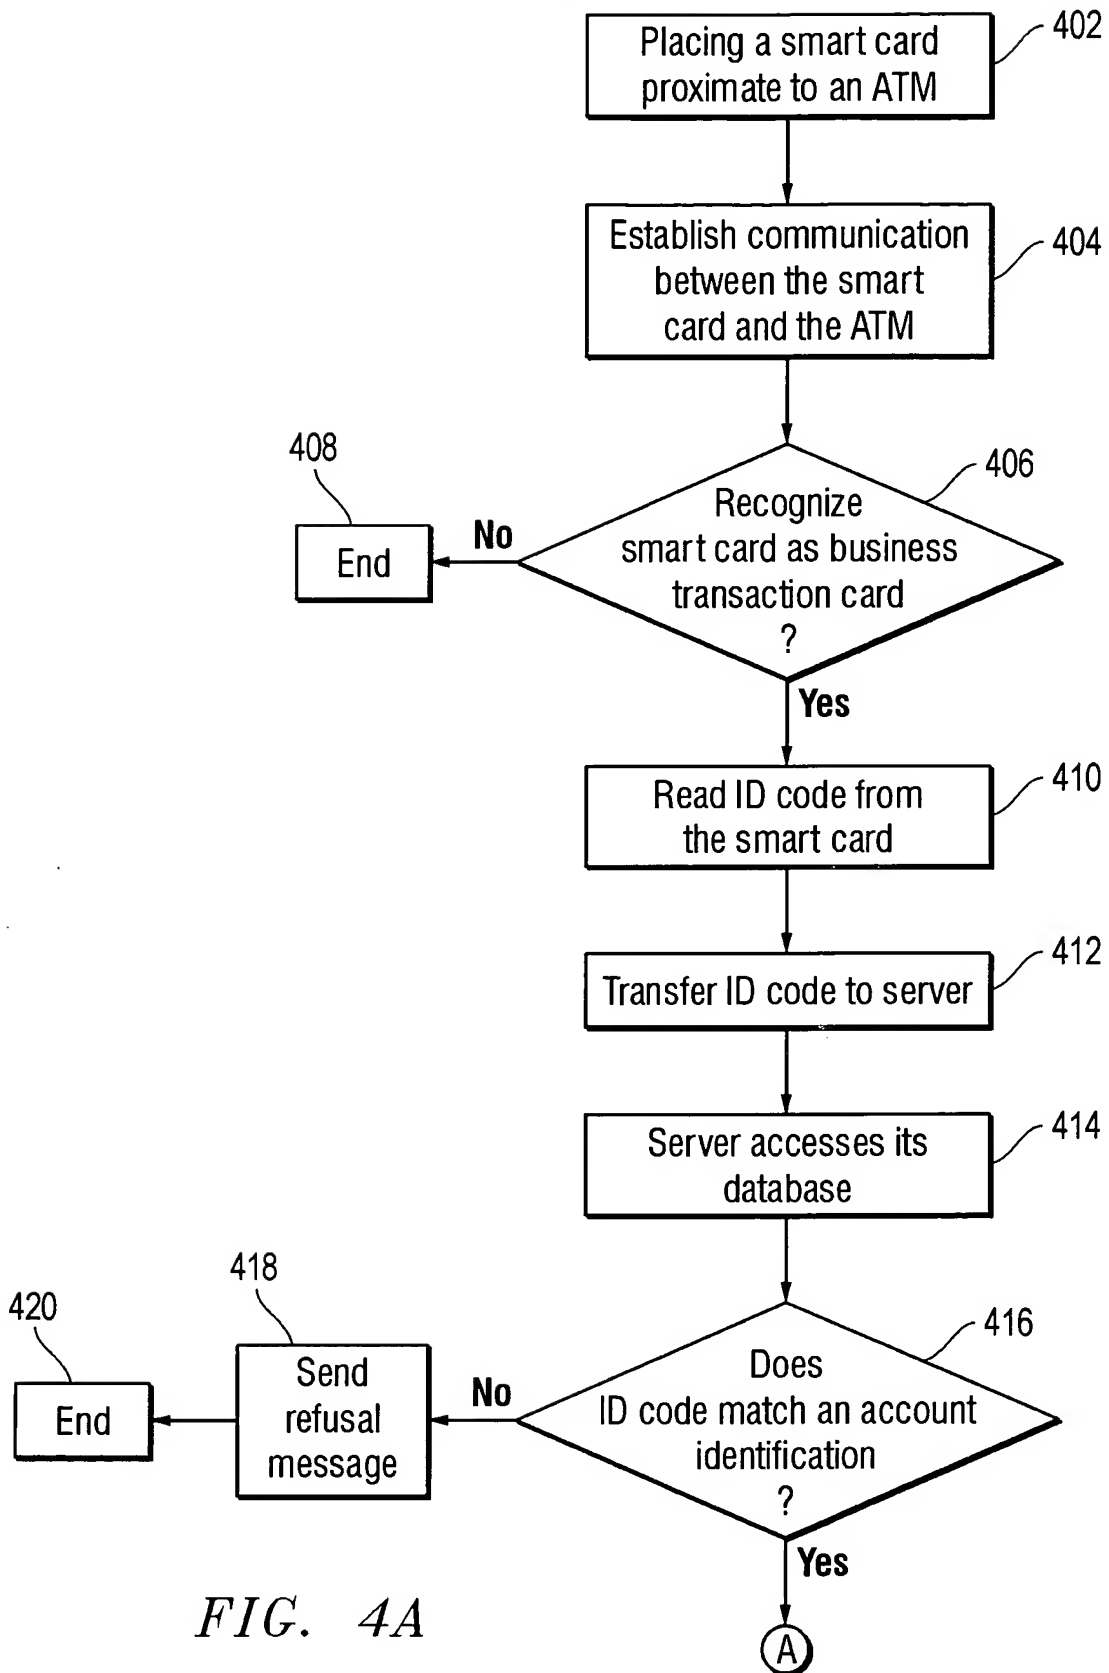 402
Placing a smart card
proximate to an ATM
404
Establish communication
between the smart
card and the ATM
406
Recognize
smart card as business
transaction card
?
No
408
End
Yes
410
Read ID code from
the smart card
412
Transfer ID code to server
414
Server accesses its
database
416
Does
ID code match an account
identification
?
No
418
Send
refusal
message
420
End
Yes
A
FIG. 4A